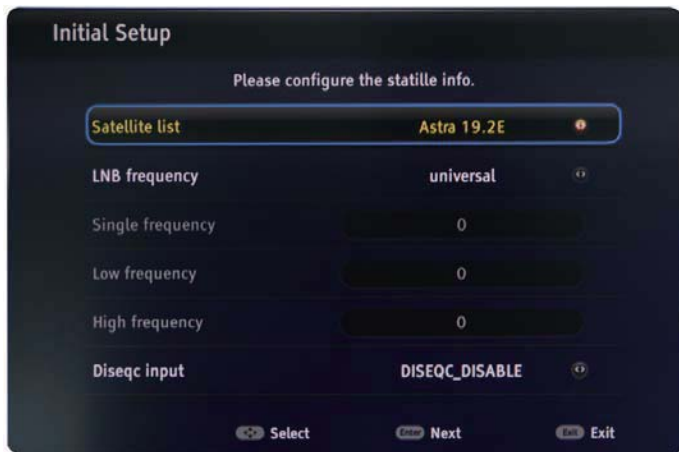 Initial Setup
Please configure the statille info.
Satellite list Astra 19.2E
LNB frequency universal
Single frequency 0
Low frequency 0
High frequency 0
Diseqc input DISEQC_DISABLE
Select Enter Next Exit Exit